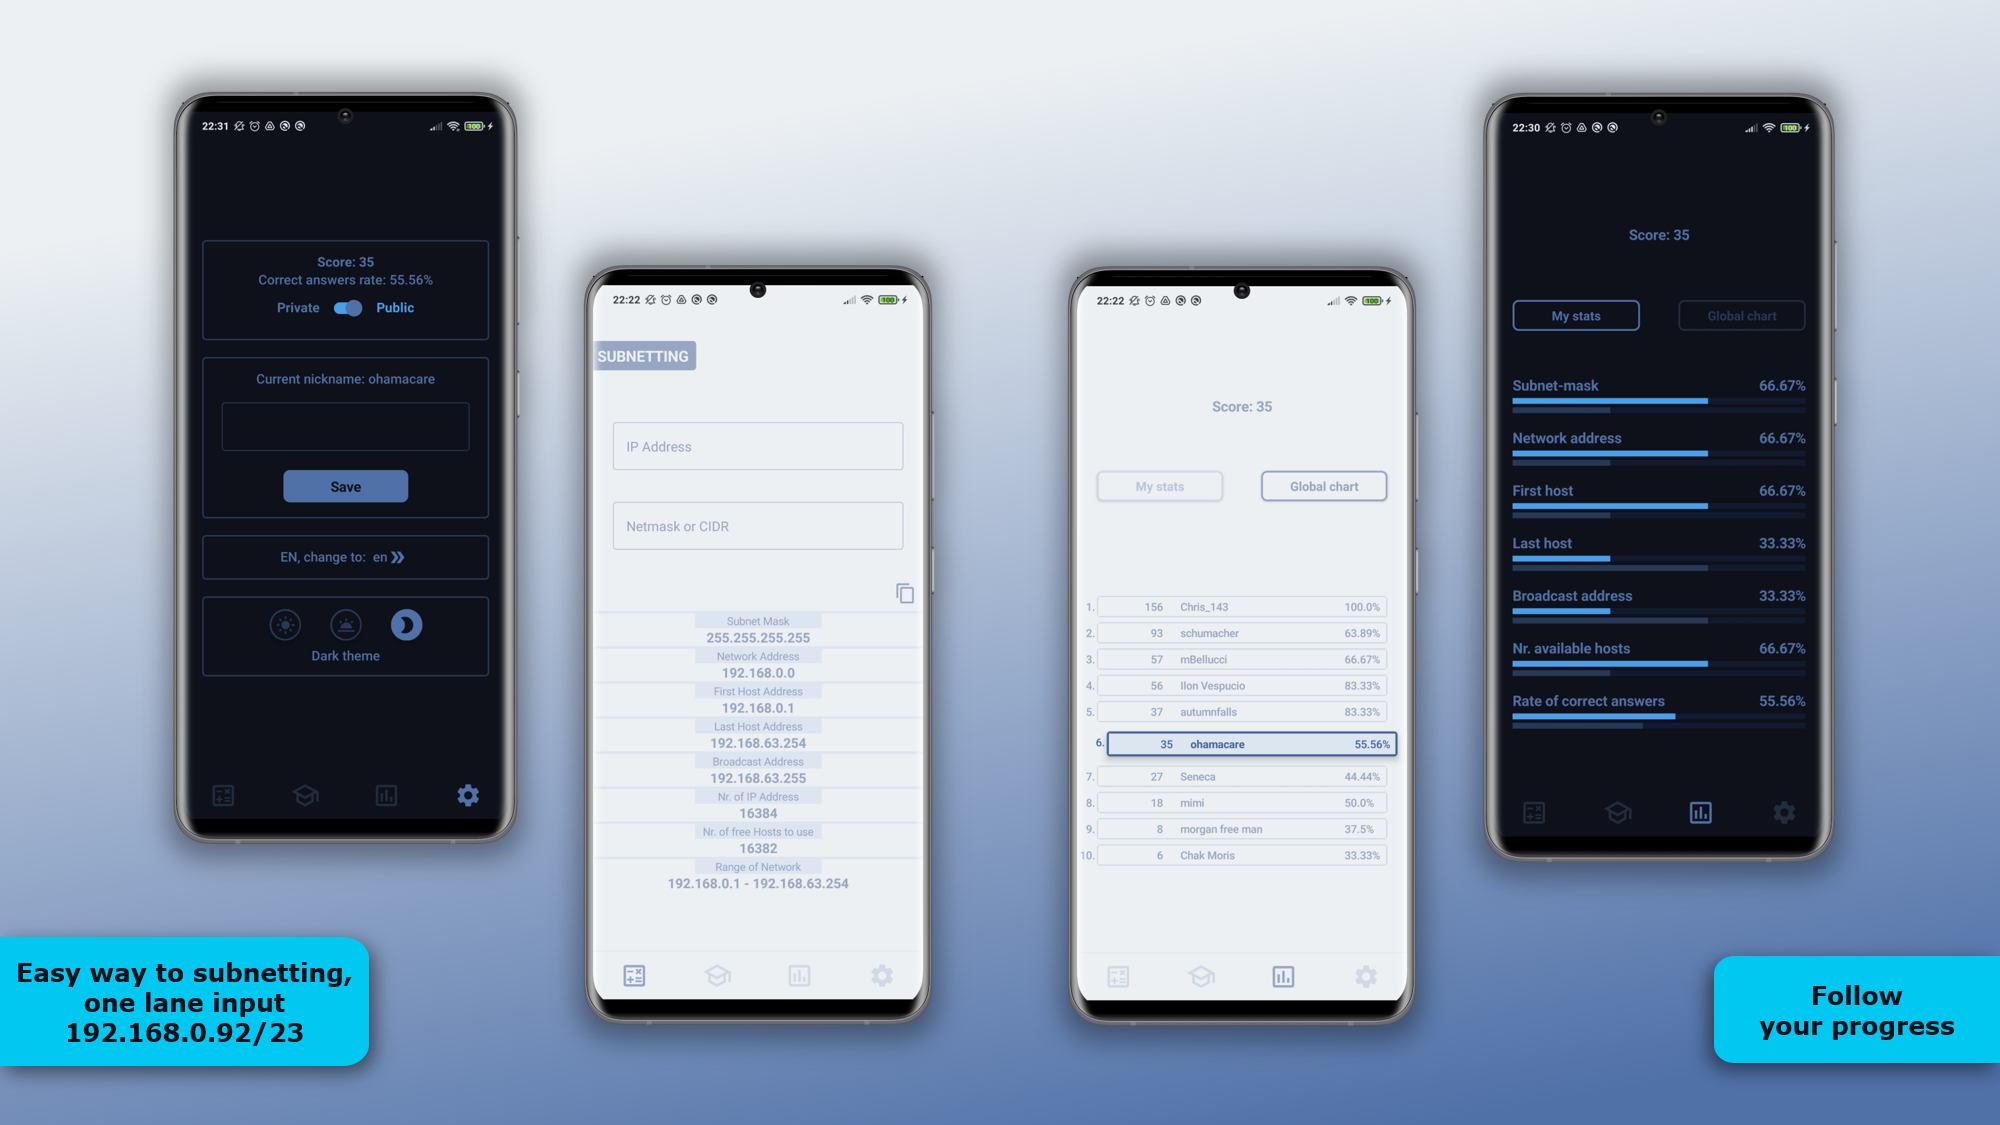 22:31
100
Score: 35
Correct answers rate: 55.56%
Private Public
Current nickname: ohamacare
Save
EN, change to: en
Dark theme
22:22
100
SUBNETTING
IP Address
Netmask or CIDR
Subnet Mask
255.255.255.255
Network Address
192.168.0.0
First Host Address
192.168.0.1
Last Host Address
192.168.63.254
Broadcast Address
192.168.63.255
Nr. of IP Address
16384
Nr. of free Hosts to use
16382
Range of Network
192.168.0.1 - 192.168.63.254
22:22
100
Score: 35
My stats Global chart
1. 156 Chris_143 100.0%
2. 93 schumacher 63.89%
3. 57 mBellucci 66.67%
4. 56 Ilon Vespucio 83.33%
5. 37 autumnfalls 83.33%
6. 35 ohamacare 55.56%
7. 27 Seneca 44.44%
8. 18 mimi 50.0%
9. 8 morgan free man 37.5%
10. 6 Chak Moris 33.33%
22:30
100
Score: 35
My stats Global chart
Subnet-mask 66.67%
Network address 66.67%
First host 66.67%
Last host 33.33%
Broadcast address 33.33%
Nr. available hosts 66.67%
Rate of correct answers 55.56%
Easy way to subnetting,
one lane input
192.168.0.92/23
Follow
your progress